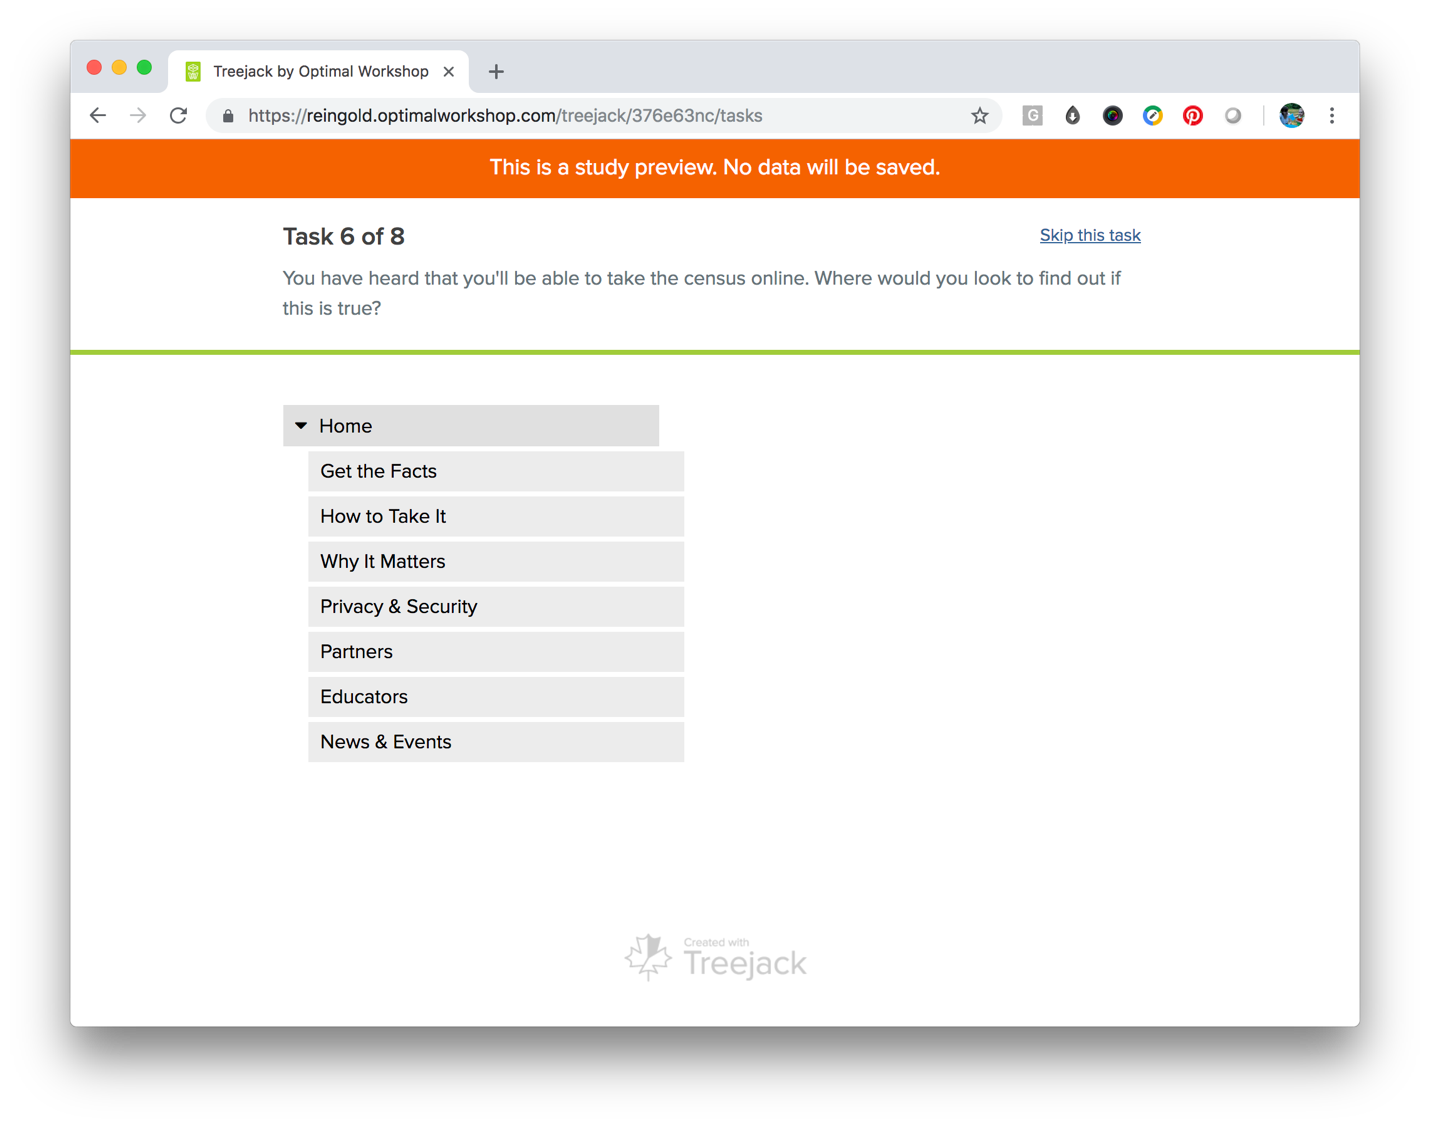 Treejack by Optimal Workshop
https://reingold.optimalworkshop.com/treejack/376e63nc/tasks
G
This is a study preview. No data will be saved.
Task 6 of 8
Skip this task
You have heard that you'll be able to take the census online. Where would you look to find out if
this is true?
Home
Get the Facts
How to Take It
Why It Matters
Privacy & Security
Partners
Educators
News & Events
Created with
Treejack